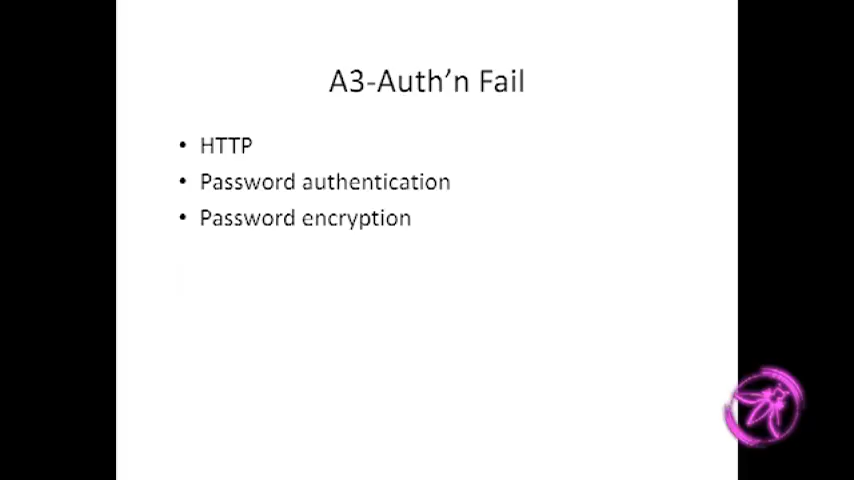 A3-Auth’n Fail
• HTTP
• Password authentication
• Password encryption